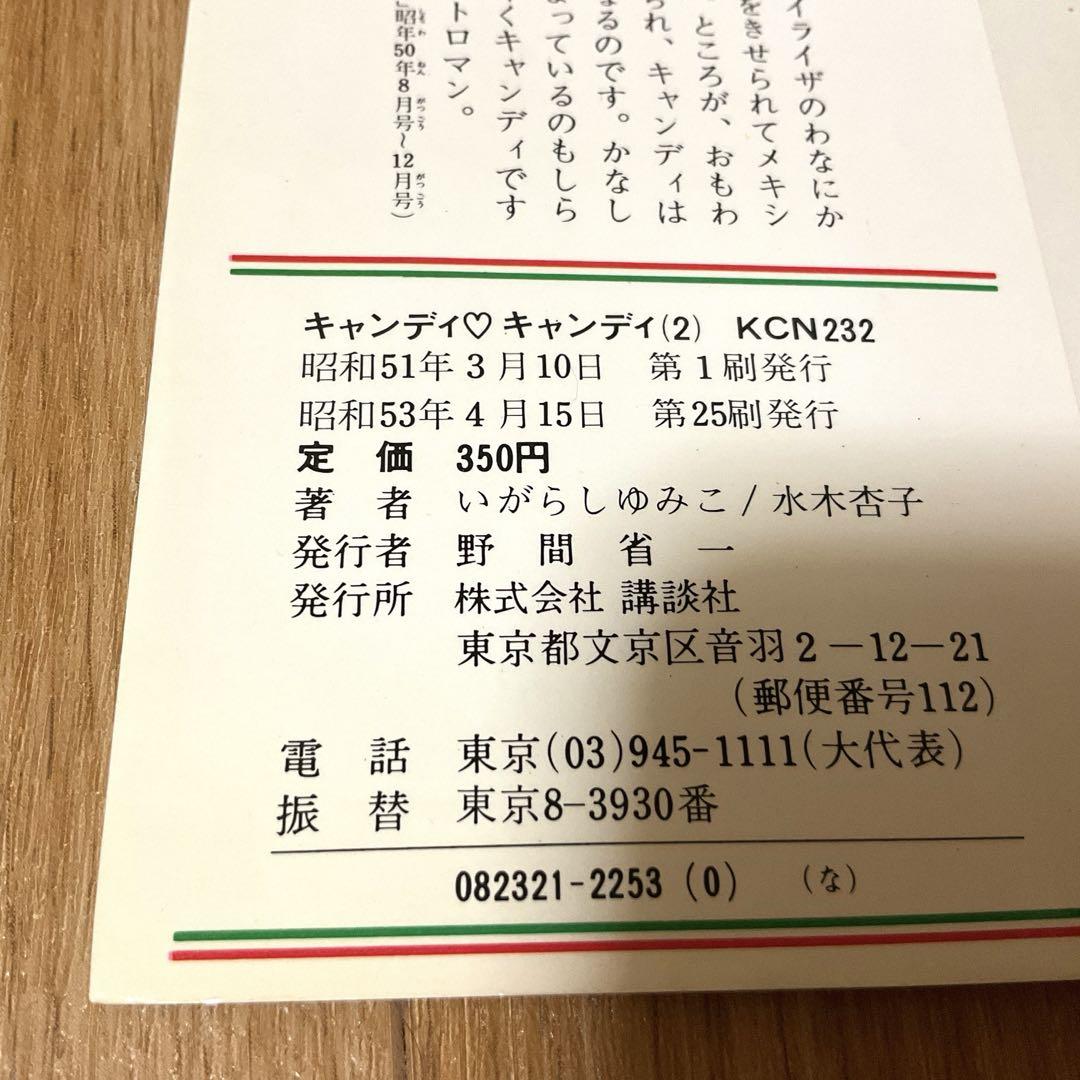 イライザのわなにか
をきせられてメキシ
ところが、おもわ
られ、キャンディは
なるのです。かなし
よっているのもしら
くキャンディです
トロマン。
昭和50年8月号〜12月号）
キャンディ♡キャンディ(2) KCN232
昭和51年3月10日 第1刷発行
昭和53年4月15日 第25刷発行
定 価 350円
著 者 いがらしゆみこ/水木杏子
発行者 野 間 省 一
発行所 株式会社 講談社
東京都文京区音羽2-12-21
(郵便番号112)
電 話 東京(03)945-1111(大代表)
振 替 東京8-3930番
082321-2253 (0) (な)